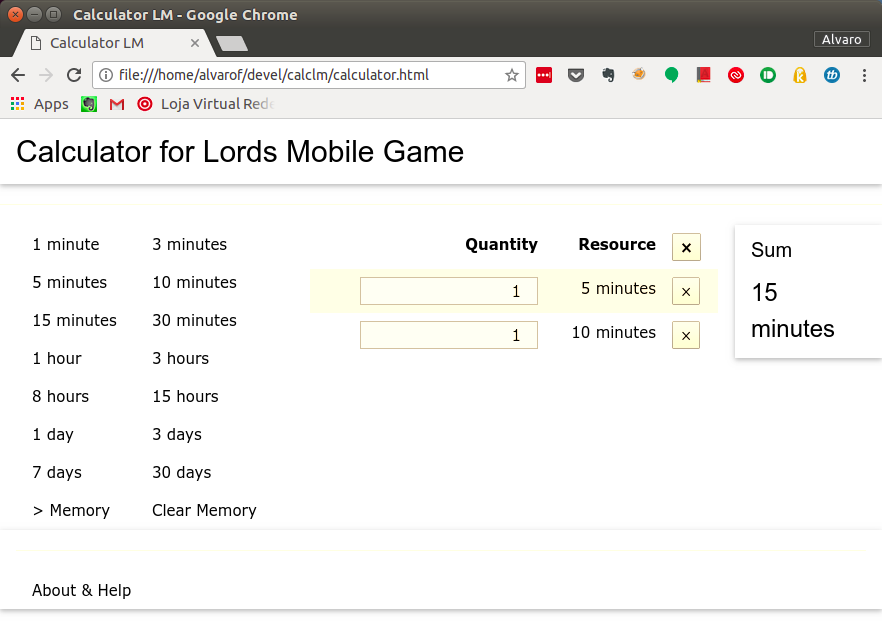 Calculator LM - Google Chrome
Calculator LM
Alvaro
file:///home/alvarof/devel/calclm/calculator.html
Apps
Loja Virtual Rede
Calculator for Lords Mobile Game
1 minute 3 minutes
5 minutes 10 minutes
15 minutes 30 minutes
1 hour 3 hours
8 hours 15 hours
1 day 3 days
7 days 30 days
> Memory Clear Memory
Quantity Resource ×
1 5 minutes ×
1 10 minutes ×
Sum
15
minutes
About & Help